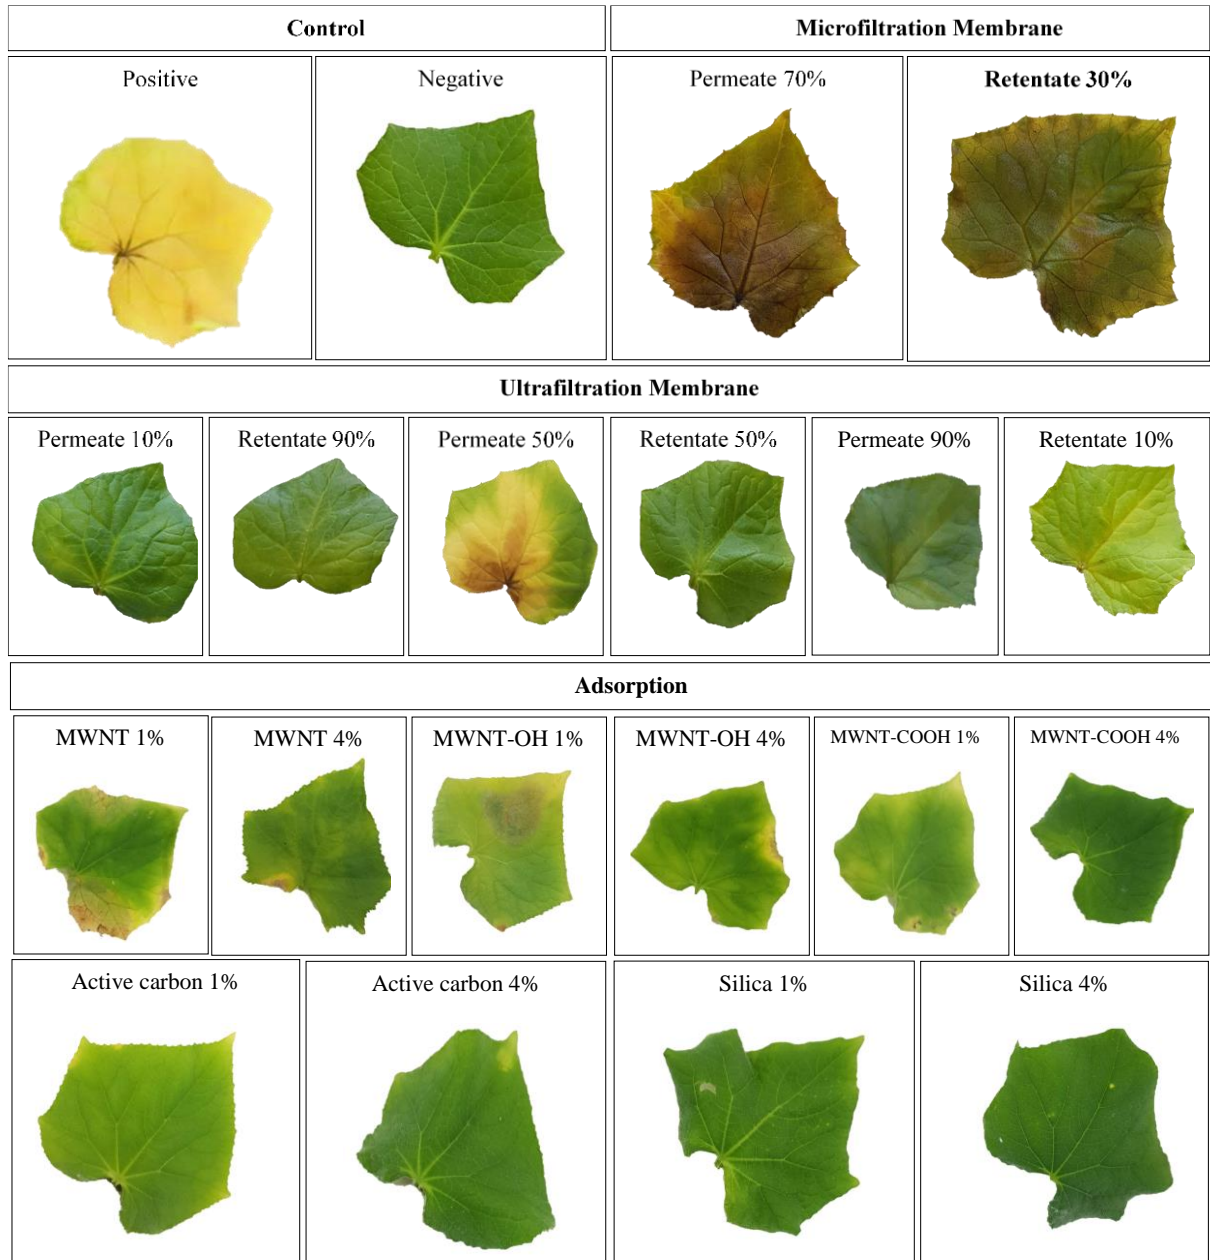 Control
Microfiltration Membrane
Positive
Negative
Permeate 70%
Retentate 30%
Ultrafiltration Membrane
Permeate 10%
Retentate 90%
Permeate 50%
Retentate 50%
Permeate 90%
Retentate 10%
Adsorption
MWNT 1%
MWNT 4%
MWNT-OH 1%
MWNT-OH 4%
MWNT-COOH 1%
MWNT-COOH 4%
Active carbon 1%
Active carbon 4%
Silica 1%
Silica 4%